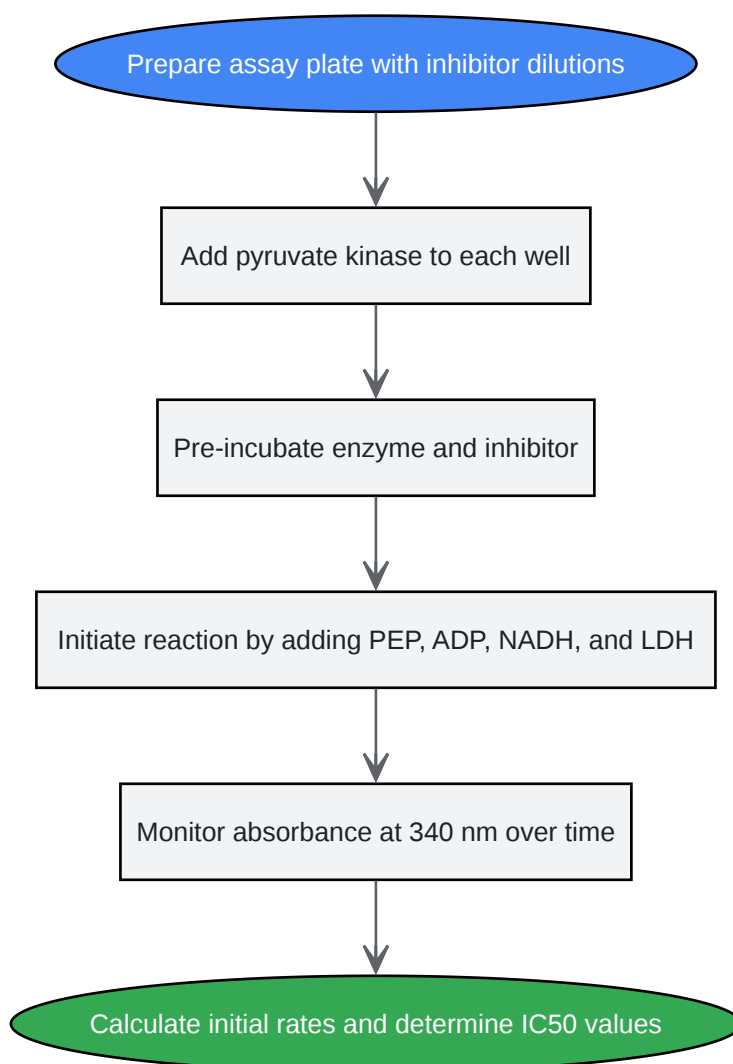 Prepare assay plate with inhibitor dilutions
Add pyruvate kinase to each well
Pre-incubate enzyme and inhibitor
Initiate reaction by adding PEP, ADP, NADH, and LDH
Monitor absorbance at 340 nm over time
Calculate initial rates and determine IC50 values